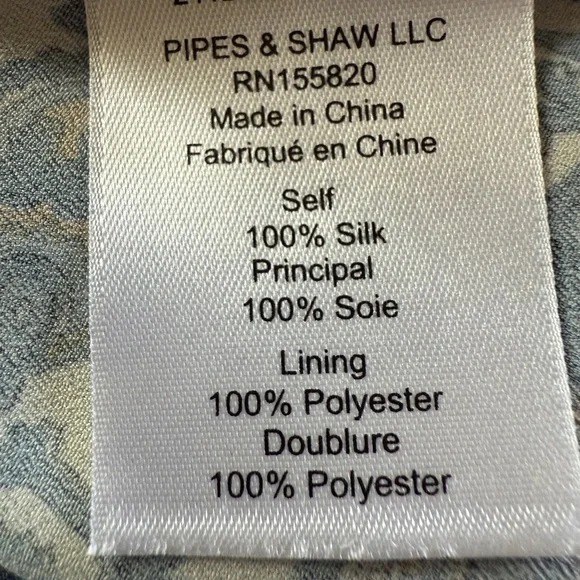 PIPES & SHAW LLC
RN155820
Made in China
Fabriqué en Chine
Self
100% Silk
Principal
100% Soie
Lining
100% Polyester
Doublure
100% Polyester